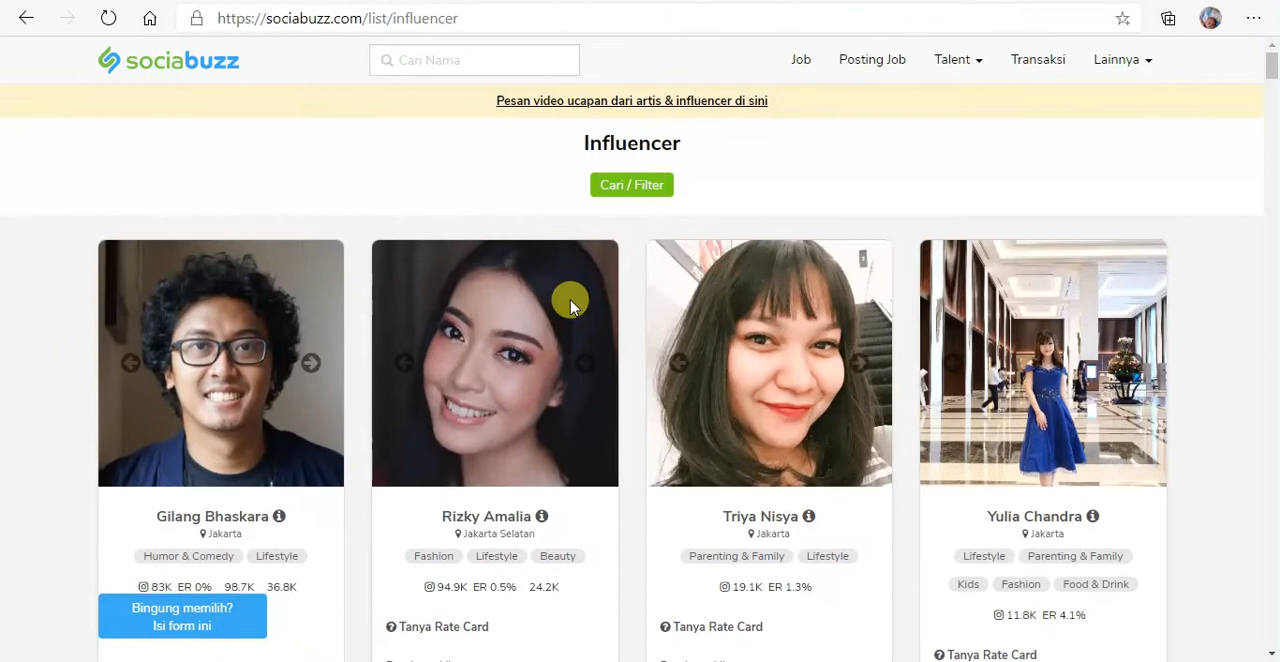 https://sociabuzz.com/list/influencer
sociabuzz
Cari Nama
Job
Posting Job
Talent
Transaksi
Lainnya
Pesan video ucapan dari artis & influencer di sini
Influencer
Cari / Filter
Gilang Bhaskara
Jakarta
Humor & Comedy Lifestyle
83K ER 0% 98.7K 36.8K
Bingung memilih?
Isi form ini
Rizky Amalia
Jakarta Selatan
Fashion Lifestyle Beauty
94.9K ER 0.5% 24.2K
Tanya Rate Card
Triya Nisya
Jakarta
Parenting & Family Lifestyle
19.1K ER 1.3%
Tanya Rate Card
Yulia Chandra
Jakarta
Lifestyle Parenting & Family
Kids Fashion Food & Drink
11.8K ER 4.1%
Tanya Rate Card